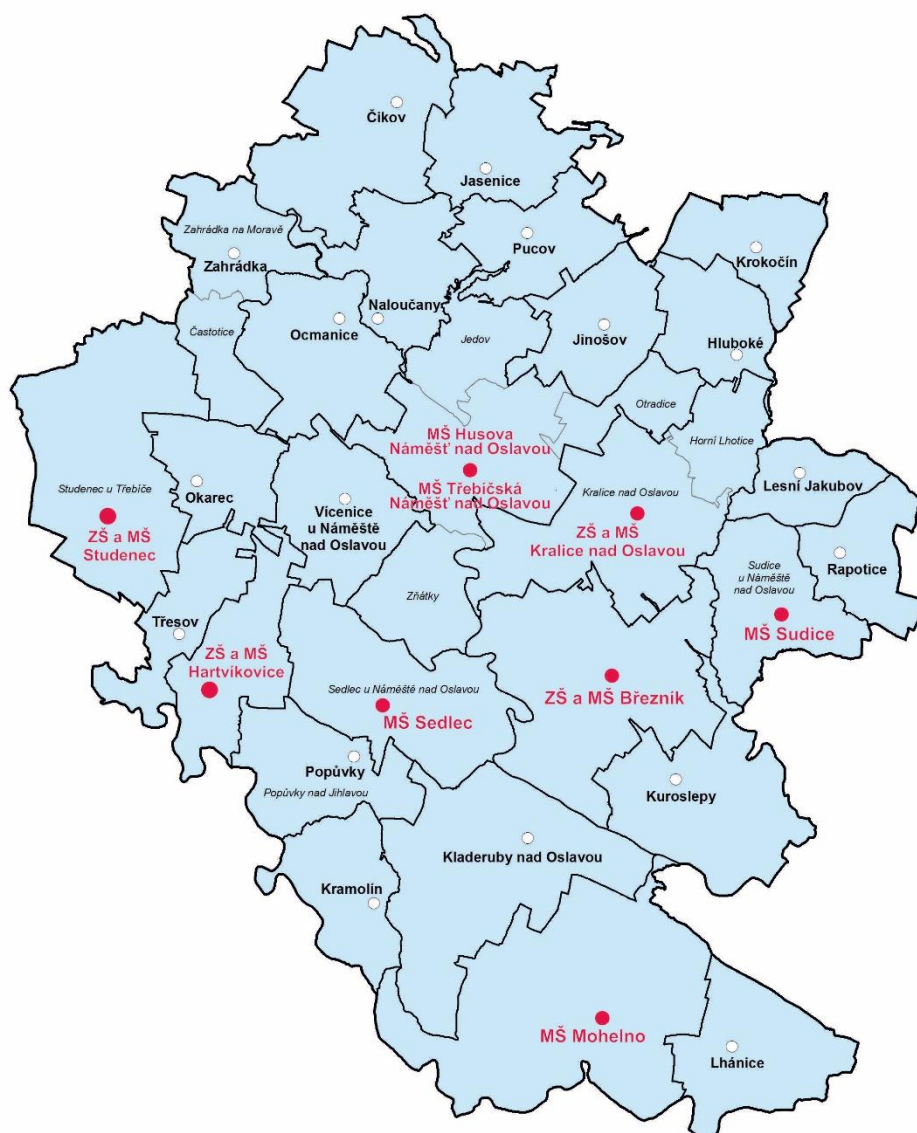 Čikov
Jasenice
Zahrádka na Moravě
Zahrádka
Pucov
Krokočín
Naloučany
Ocmanice
Častotice
Jedov
Jinošov
Hluboké
Otradice
Horní Lhotice
MŠ Husova
Náměšť nad Oslavou
MŠ Třebíčská
Náměšť nad Oslavou
Studenec u Třebíče
ZŠ a MŠ
Studenec
Okarec
Vícenice
u Náměště
nad Oslavou
Kralice nad Oslavou
ZŠ a MŠ
Kralice nad Oslavou
Lesní Jakubov
Rapotice
Sudice
u Náměště
nad Oslavou
MŠ Sudice
Zňátky
Třesov
ZŠ a MŠ
Hartvíkovice
Sedlec u Náměště nad Oslavou
MŠ Sedlec
ZŠ a MŠ Březník
Popůvky
Popůvky nad Jihlavou
Kuroslepy
Kladeruby nad Oslavou
Kramolín
MŠ Mohelno
Lhánice